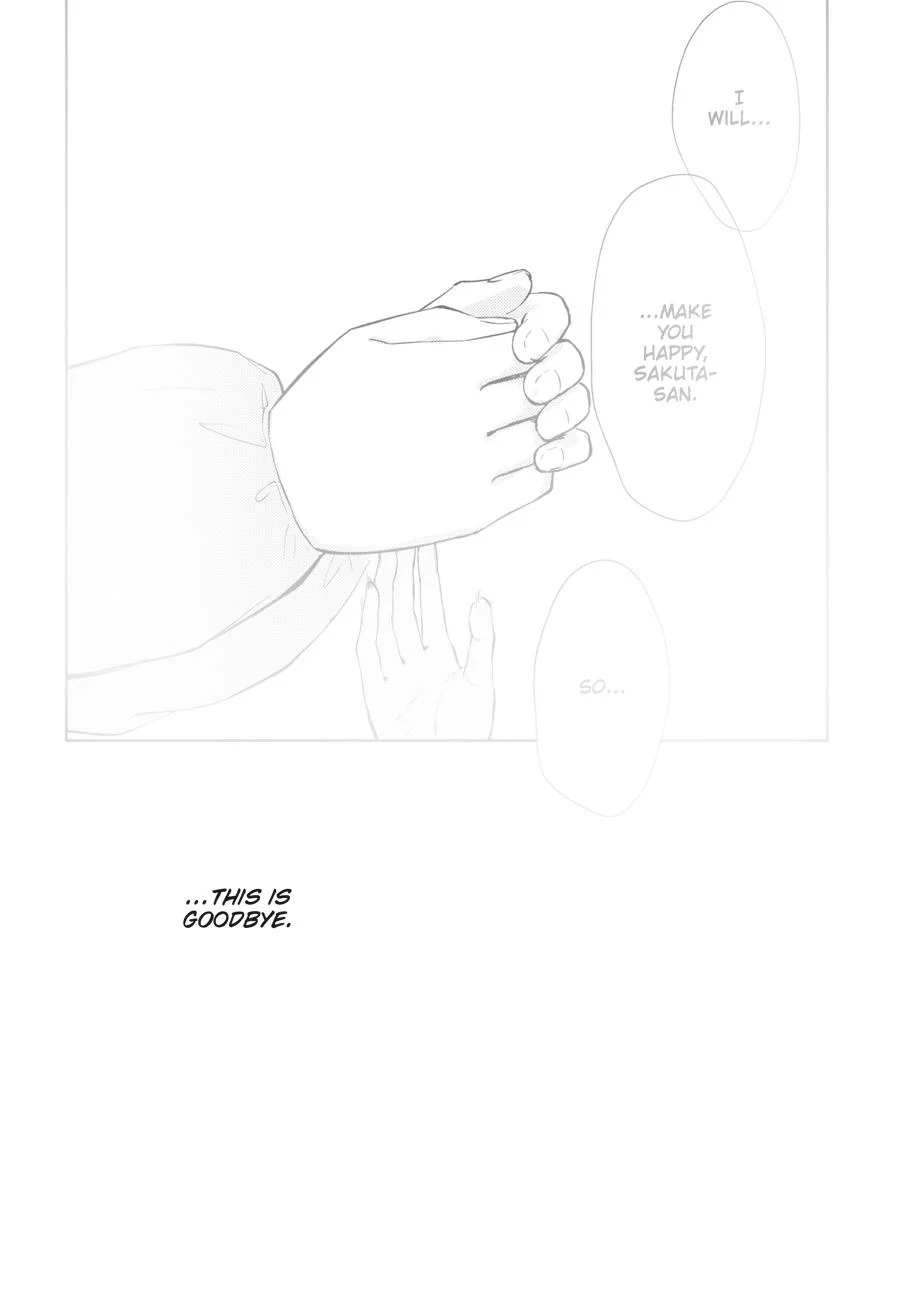 I
WILL...
...MAKE
YOU
HAPPY,
SAKUTA-
SAN.
SO...
...THIS IS
GOODBYE.